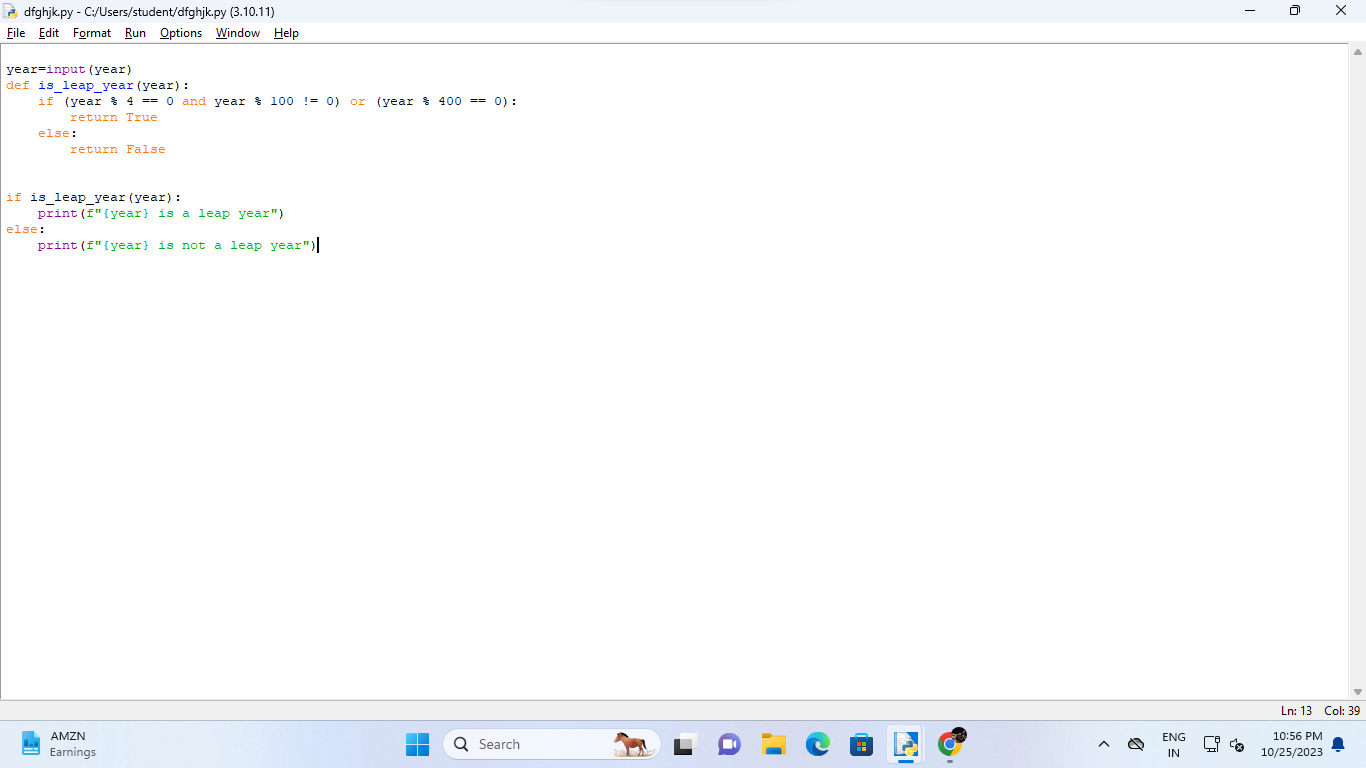 dfghjk.py - C:/Users/student/dfghjk.py (3.10.11)
File Edit Format Run Options Window Help
year=input(year)
def is_leap_year(year):
    if (year % 4 == 0 and year % 100 != 0) or (year % 400 == 0):
        return True
    else:
        return False
if is_leap_year(year):
    print(f"{year} is a leap year")
else:
    print(f"{year} is not a leap year")
Ln: 13 Col: 39
AMZN
Earnings
Search
ENG
IN
10:56 PM
10/25/2023